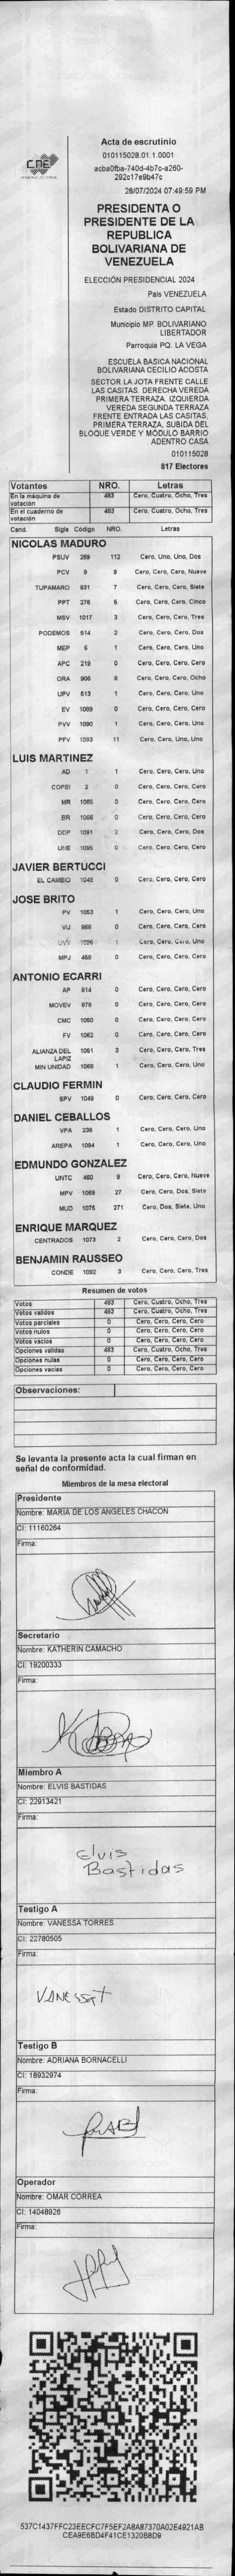 CNE
Acta de escrutinio
010115028.01.1.0001
acba0fba-740d-4b7c-a260-
292c17e9b47c
28/07/2024 07:49:59 PM
PRESIDENTA O
PRESIDENTE DE LA
REPUBLICA
BOLIVARIANA DE
VENEZUELA
ELECCIÓN PRESIDENCIAL 2024
Pais VENEZUELA
Estado DISTRITO CAPITAL
Municipio MP. BOLIVARIANO
LIBERTADOR
Parroquia PQ. LA VEGA
ESCUELA BASICA NACIONAL
BOLIVARIANA CECILIO ACOSTA
SECTOR LA JOTA FRENTE CALLE
LAS CASITAS. DERECHA VEREDA
PRIMERA TERRAZA. IZQUIERDA
VEREDA SEGUNDA TERRAZA
FRENTE ENTRADA LAS CASITAS.
PRIMERA TERRAZA, SUBIDA DEL
BLOQUE VERDE Y MÓDULO BARRIO
ADENTRO CASA
010115028
817 Electores
Votantes NRO. Letras
En la máquina de votación 483 Cero, Cuatro, Ocho, Tres
En el cuaderno de votación 483 Cero, Cuatro, Ocho, Tres
Cand. Sigla Código NRO. Letras
NICOLAS MADURO
PSUV 269 112 Cero, Uno, Uno, Dos
PCV 9 9 Cero, Cero, Cero, Nueve
TUPAMARO 931 7 Cero, Cero, Cero, Siete
PPT 276 5 Cero, Cero, Cero, Cinco
MSV 1017 3 Cero, Cero, Cero, Tres
PODEMOS 514 2 Cero, Cero, Cero, Dos
MEP 6 1 Cero, Cero, Cero, Uno
APC 219 0 Cero, Cero, Cero, Cero
ORA 906 8 Cero, Cero, Cero, Ocho
UPV 513 1 Cero, Cero, Cero, Uno
EV 1089 0 Cero, Cero, Cero, Cero
PVV 1090 1 Cero, Cero, Cero, Uno
PFV 1093 11 Cero, Cero, Uno, Uno
LUIS MARTINEZ
AD 1 1 Cero, Cero, Cero, Uno
COPEI 2 0 Cero, Cero, Cero, Cero
MR 1065 0 Cero, Cero, Cero, Cero
BR 1066 0 Cero, Cero, Cero, Cero
DDP 1091 2 Cero, Cero, Cero, Dos
UNE 1095 0 Cero, Cero, Cero, Cero
JAVIER BERTUCCI
EL CAMBIO 1048 0 Cero, Cero, Cero, Cero
JOSE BRITO
PV 1053 1 Cero, Cero, Cero, Uno
VU 968 0 Cero, Cero, Cero, Cero
UVV 1096 1 Cero, Cero, Cero, Uno
MPJ 458 0 Cero, Cero, Cero, Cero
ANTONIO ECARRI
AP 814 0 Cero, Cero, Cero, Cero
MOVEV 878 0 Cero, Cero, Cero, Cero
CMC 1050 0 Cero, Cero, Cero, Cero
FV 1062 0 Cero, Cero, Cero, Cero
ALIANZA DEL LAPIZ 1051 3 Cero, Cero, Cero, Tres
MIN UNIDAD 1068 1 Cero, Cero, Cero, Uno
CLAUDIO FERMIN
SPV 1049 0 Cero, Cero, Cero, Cero
DANIEL CEBALLOS
VPA 236 1 Cero, Cero, Cero, Uno
AREPA 1094 1 Cero, Cero, Cero, Uno
EDMUNDO GONZALEZ
UNTC 460 9 Cero, Cero, Cero, Nueve
MPV 1069 27 Cero, Cero, Dos, Siete
MUD 1075 271 Cero, Dos, Siete, Uno
ENRIQUE MARQUEZ
CENTRADOS 1073 2 Cero, Cero, Cero, Dos
BENJAMIN RAUSSEO
CONDE 1092 3 Cero, Cero, Cero, Tres
Resumen de votos
Votos 483 Cero, Cuatro, Ocho, Tres
Votos validos 483 Cero, Cuatro, Ocho, Tres
Votos parciales 0 Cero, Cero, Cero, Cero
Votos nulos 0 Cero, Cero, Cero, Cero
Votos vacios 0 Cero, Cero, Cero, Cero
Opciones validas 483 Cero, Cuatro, Ocho, Tres
Opciones nulas 0 Cero, Cero, Cero, Cero
Opciones vacias 0 Cero, Cero, Cero, Cero
Observaciones:
Se levanta la presente acta la cual firman en
señal de conformidad.
Miembros de la mesa electoral
Presidente
Nombre: MARIA DE LOS ANGELES CHACON
CI: 11160264
Firma:
Secretario
Nombre: KATHERIN CAMACHO
CI: 19200333
Firma:
Miembro A
Nombre: ELVIS BASTIDAS
CI: 22913421
Firma:
Elvis
Bastidas
Testigo A
Nombre: VANESSA TORRES
CI: 22780505
Firma:
VANESSAT
Testigo B
Nombre: ADRIANA BORNACELLI
CI: 18932974
Firma:
Operador
Nombre: OMAR CORREA
CI: 14048926
Firma:
537C1437FFC23EECFC7F5EF2A8A87370A02E4921AB
CEA9E6BD4F41CE1320B8D9